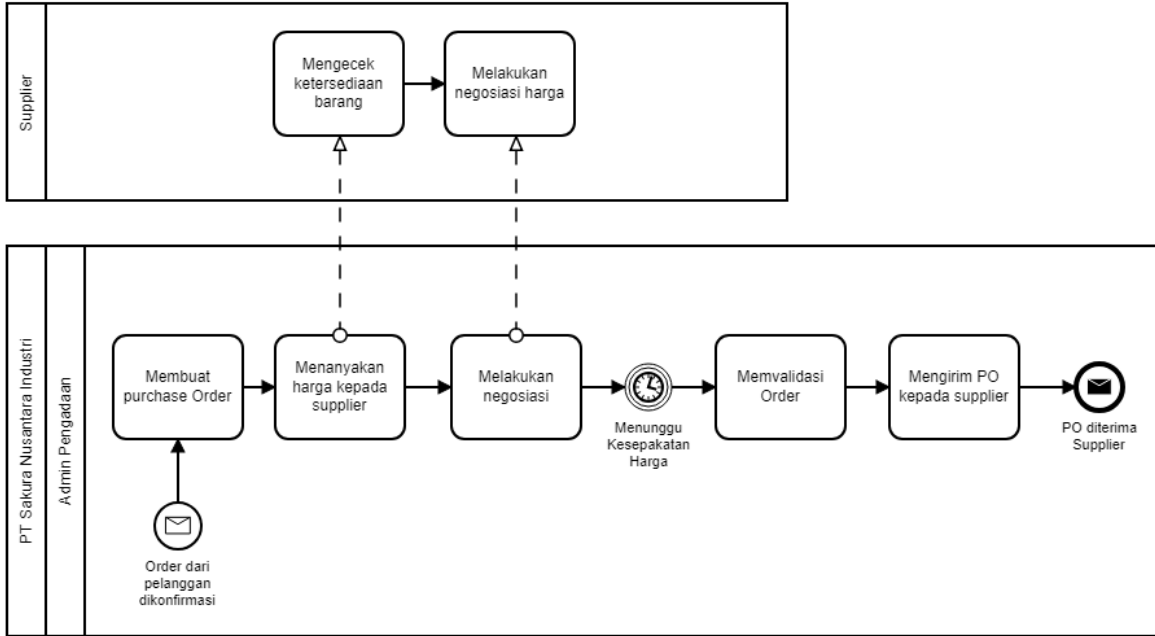 Supplier
Mengecek
ketersediaan
barang
Melakukan
negosiasi harga
PT Sakura Nusantara Industri
Admin Pengadaan
Membuat
purchase Order
Menanyakan
harga kepada
supplier
Melakukan
negosiasi
Menunggu
Kesepakatan
Harga
Memvalidasi
Order
Mengirim PO
kepada supplier
PO diterima
Supplier
Order dari
pelanggan
dikonfirmasi